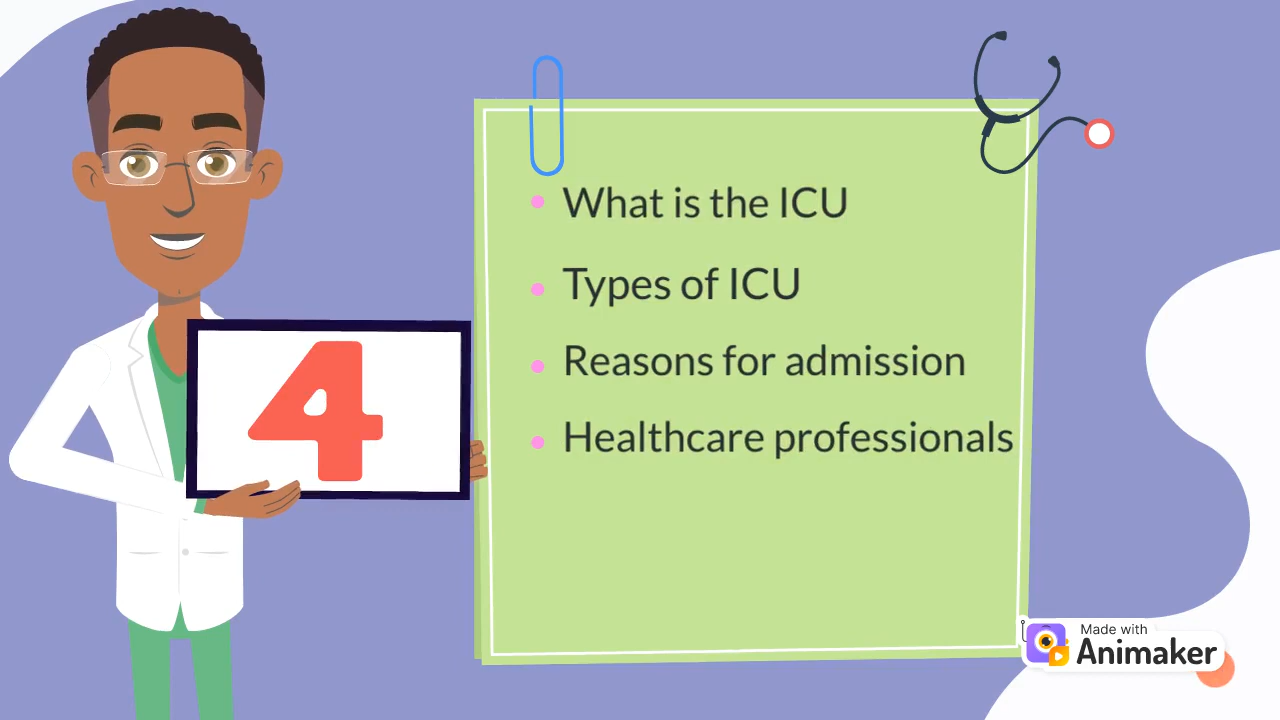 4
What is the ICU
Types of ICU
Reasons for admission
Healthcare professionals
Made with
Animaker